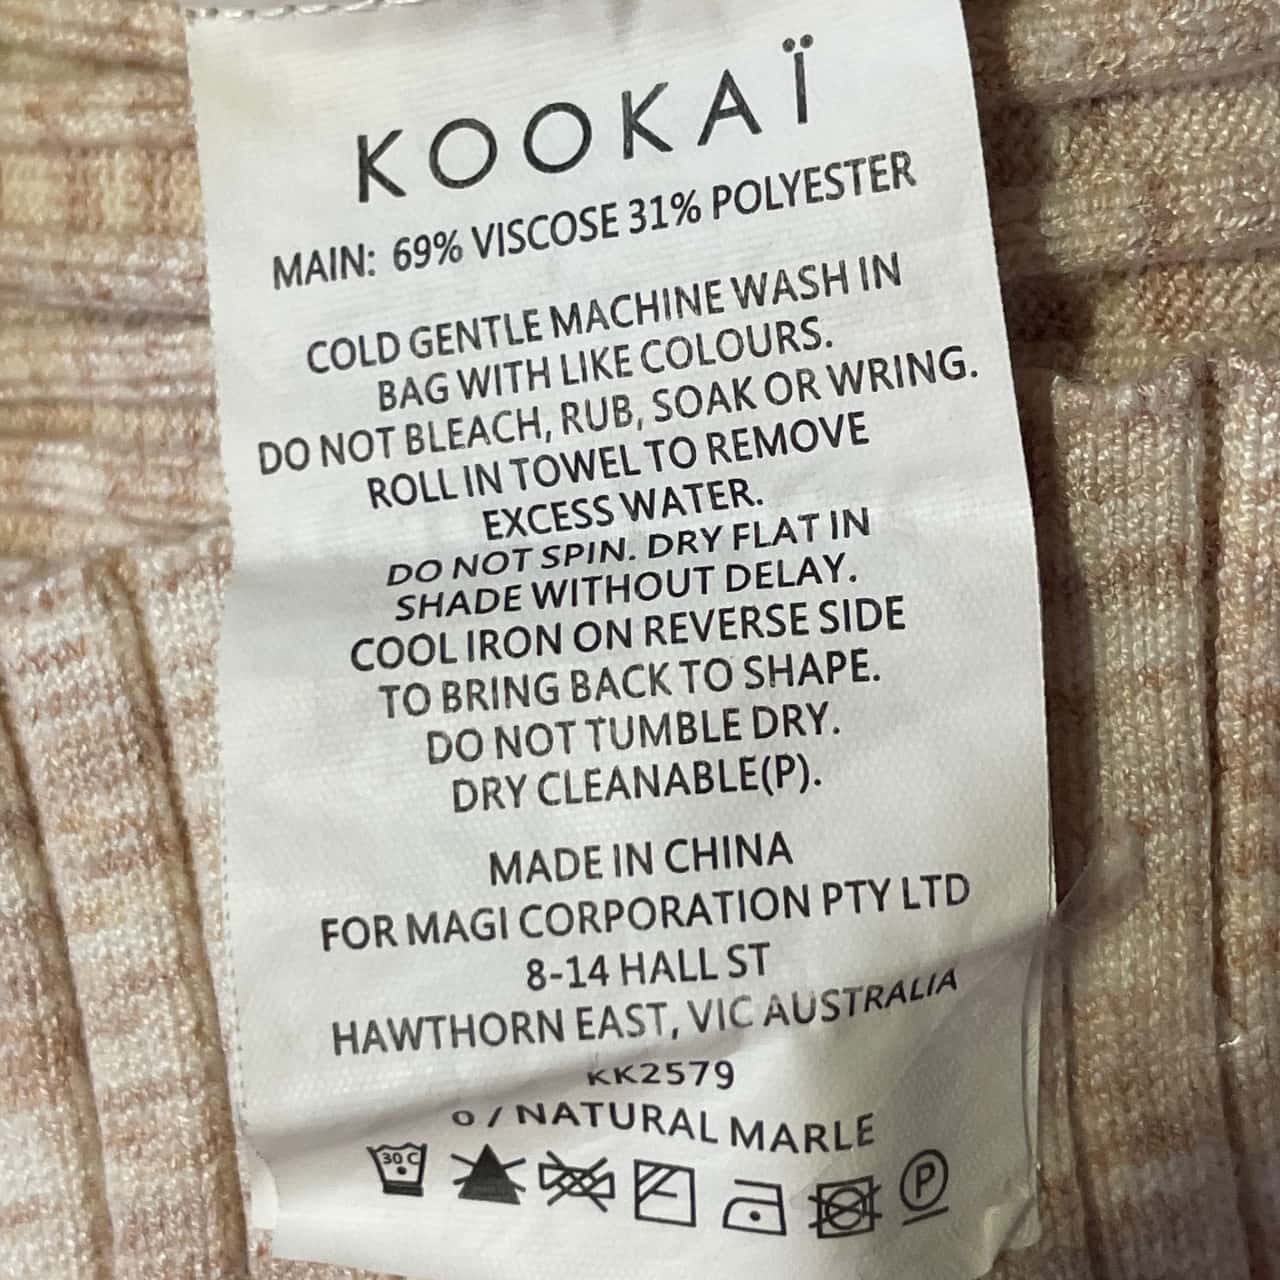 KOOKAÏ
MAIN: 69% VISCOSE 31% POLYESTER
COLD GENTLE MACHINE WASH IN
BAG WITH LIKE COLOURS.
DO NOT BLEACH, RUB, SOAK OR WRING.
ROLL IN TOWEL TO REMOVE
EXCESS WATER.
DO NOT SPIN. DRY FLAT IN
SHADE WITHOUT DELAY.
COOL IRON ON REVERSE SIDE
TO BRING BACK TO SHAPE.
DO NOT TUMBLE DRY.
DRY CLEANABLE(P).
MADE IN CHINA
FOR MAGI CORPORATION PTY LTD
8-14 HALL ST
HAWTHORN EAST, VIC AUSTRALIA
KK2579
0 / NATURAL MARLE
30 C P